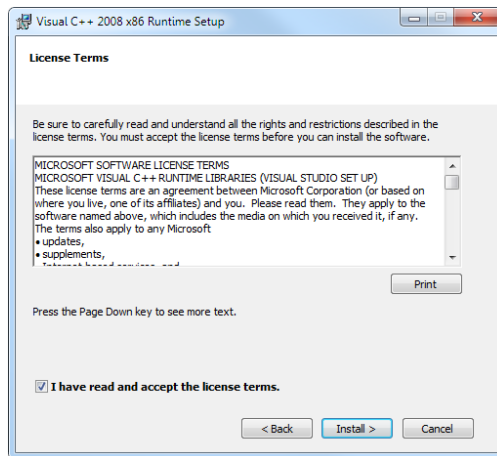 Visual C++ 2008 x86 Runtime Setup
License Terms
Be sure to carefully read and understand all the rights and restrictions described in the
license terms. You must accept the license terms before you can install the software.
MICROSOFT SOFTWARE LICENSE TERMS
MICROSOFT VISUAL C++ RUNTIME LIBRARIES (VISUAL STUDIO SET UP)
These license terms are an agreement between Microsoft Corporation (or based on
where you live, one of its affiliates) and you.  Please read them.  They apply to the
software named above, which includes the media on which you received it, if any.
The terms also apply to any Microsoft
• updates,
• supplements,
• Internet-based services, and
Print
Press the Page Down key to see more text.
I have read and accept the license terms.
< Back
Install >
Cancel